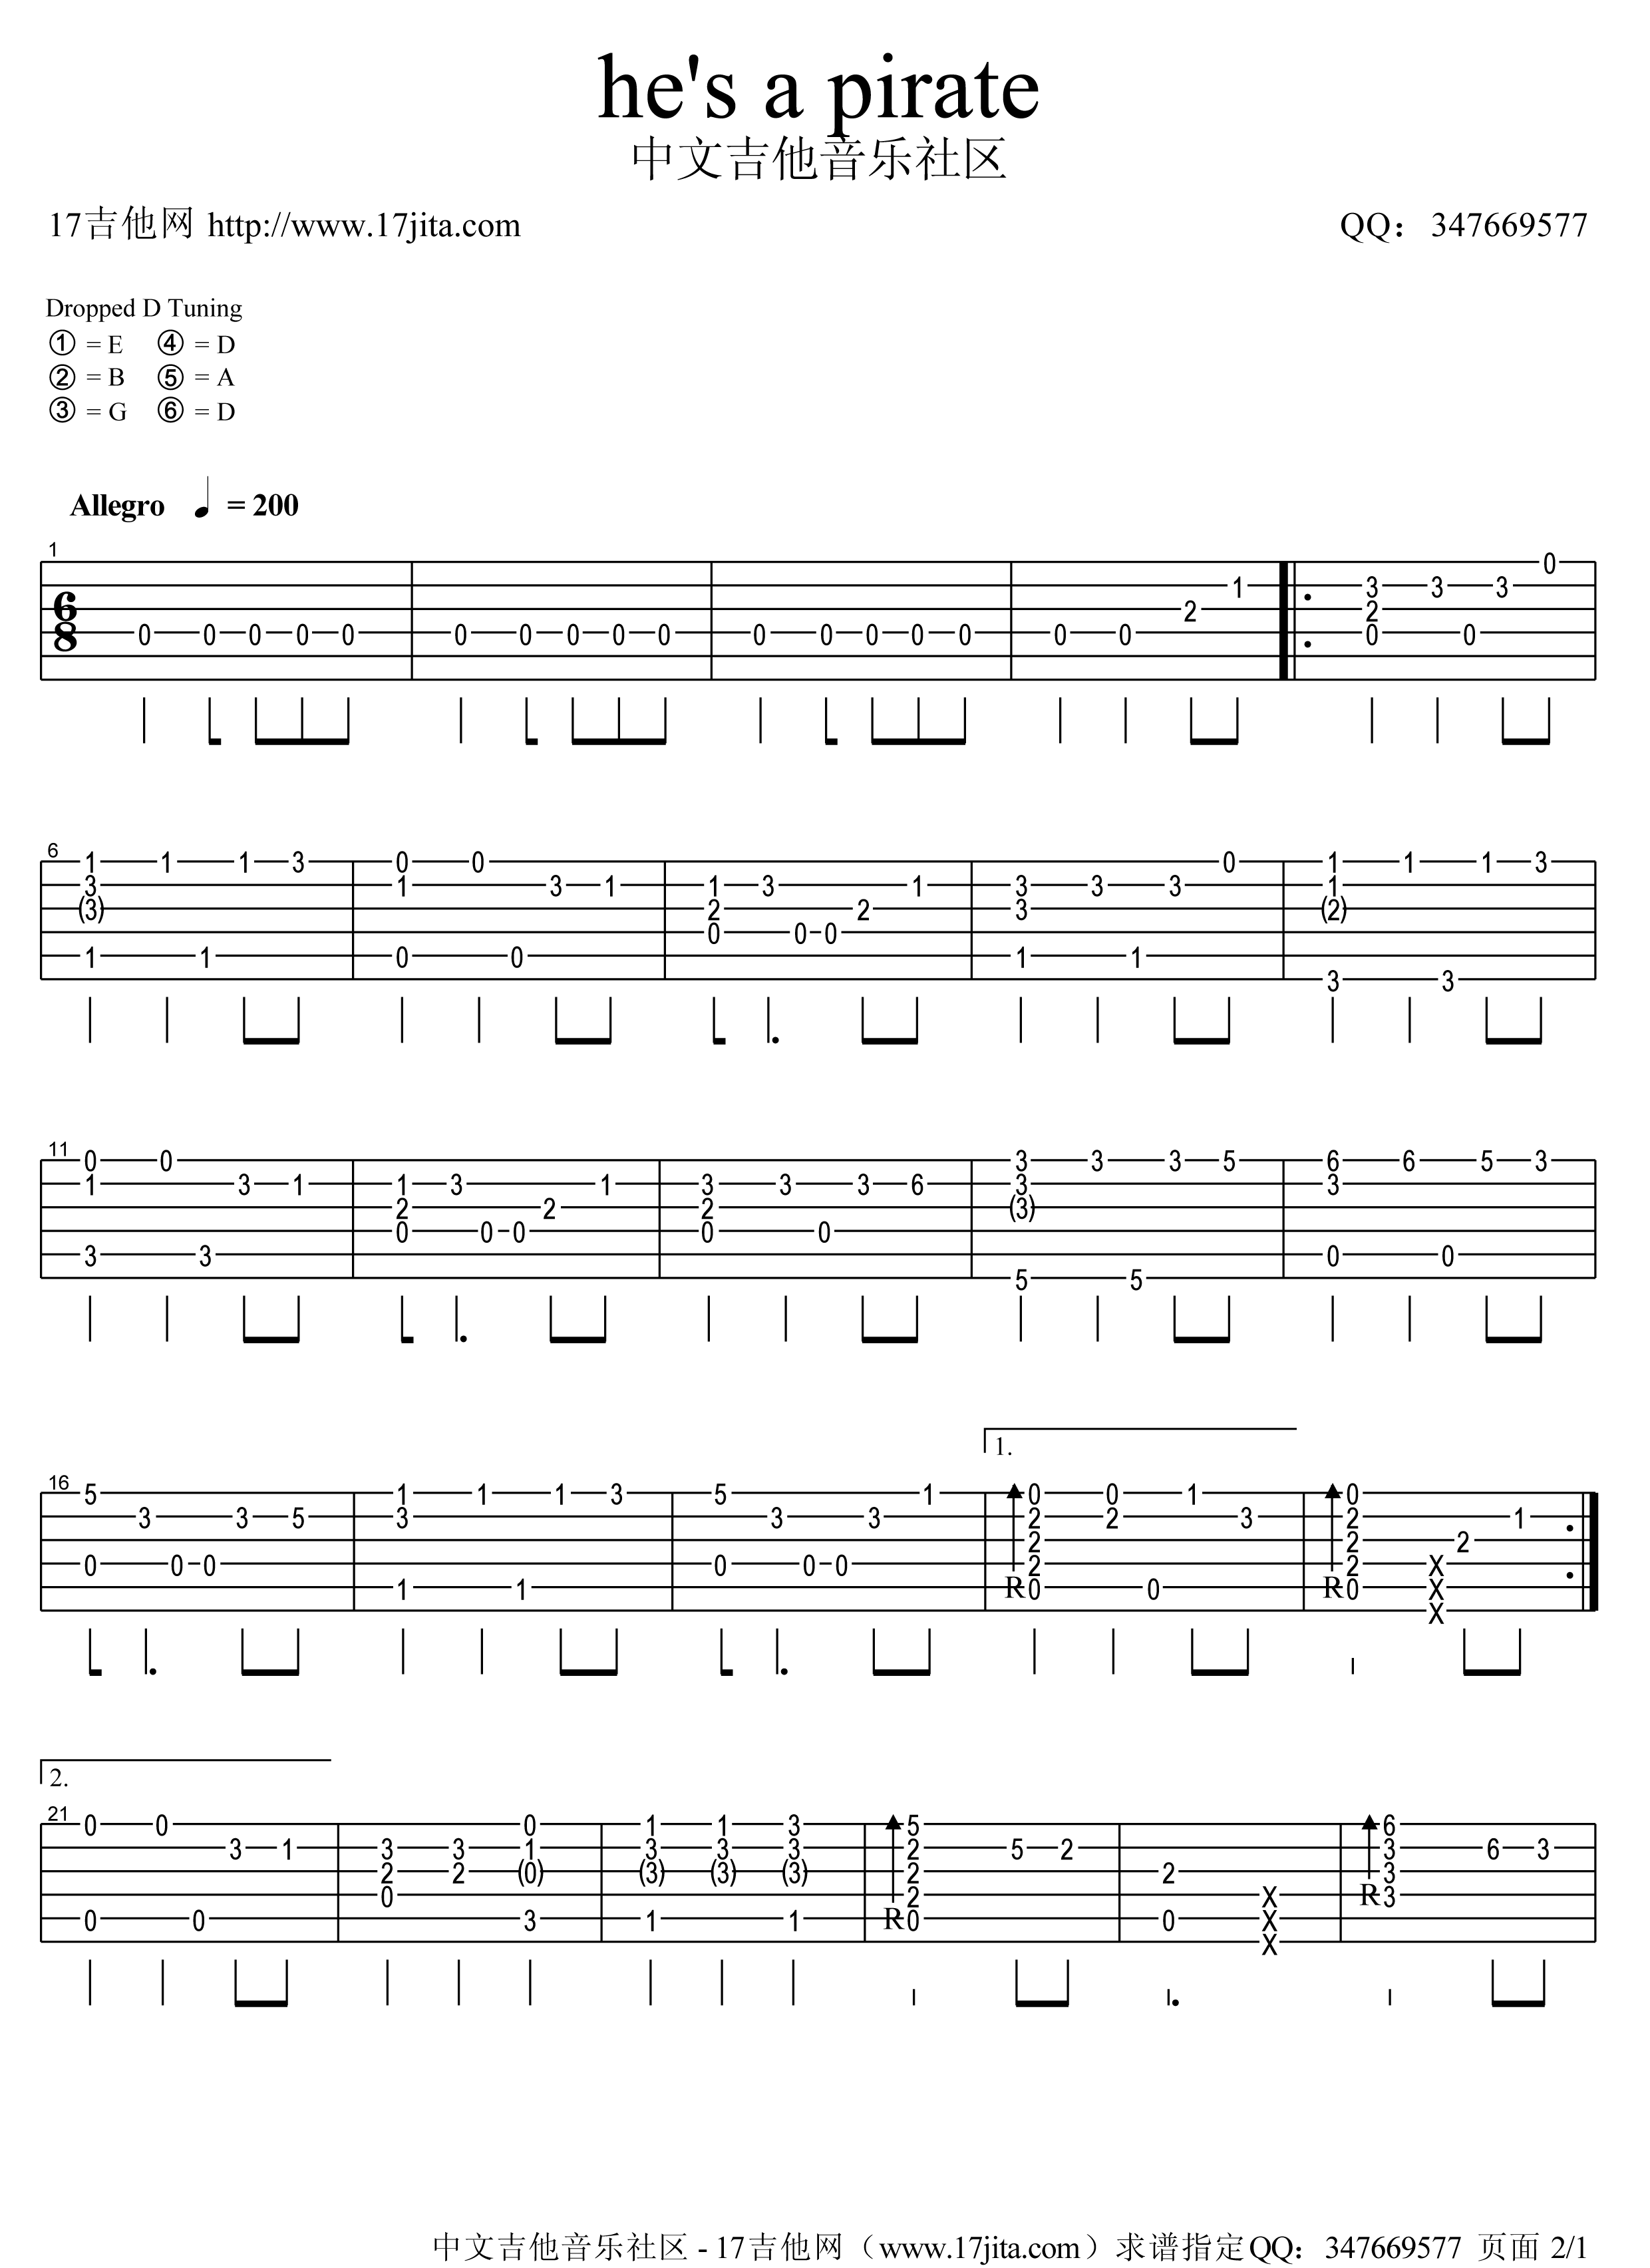 he's a pirate
中文吉他音乐社区
17吉他网 http://www.17jita.com QQ：347669577
Dropped D Tuning
① = E ④ = D
② = B ⑤ = A
③ = G ⑥ = D
Allegro ♩ = 200
1
0
3 3 3
1
2 2
6
8
0 0 0 0 0 0 0 0 0 0 0 0 0 0 0 0 0 0 0
6
1 1 1 3 0 0 0 1 1 1 3
3 1 3 1 1 3 1 3 3 3 1
(3) 2 2 3 (2)
0 0 0
1 1 0 0 1 1
3 3
11
0 0 3 3 3 5 6 6 5 3
1 3 1 1 3 1 3 3 3 6 3 3
2 2 2 (3)
0 0 0 0 0
3 3 0 0
5 5
1.
16
5 1 1 1 3 5 1 0 0 1 0
3 3 5 3 3 3 2 2 3 2 1
2 2 2
0 0 0 0 0 0 2 2 X
1 1 R 0 0 R 0 X
X
2.
21
0 0 0 1 1 3 5 6
3 1 3 3 1 3 3 3 2 5 2 3 6 3
2 2 (0) (3) (3) (3) 2 2 3
0 2 X R 3
0 0 3 1 1 R 0 0 X
X
中文吉他音乐社区 - 17吉他网（www.17jita.com）求谱指定QQ：347669577 页面 2/1